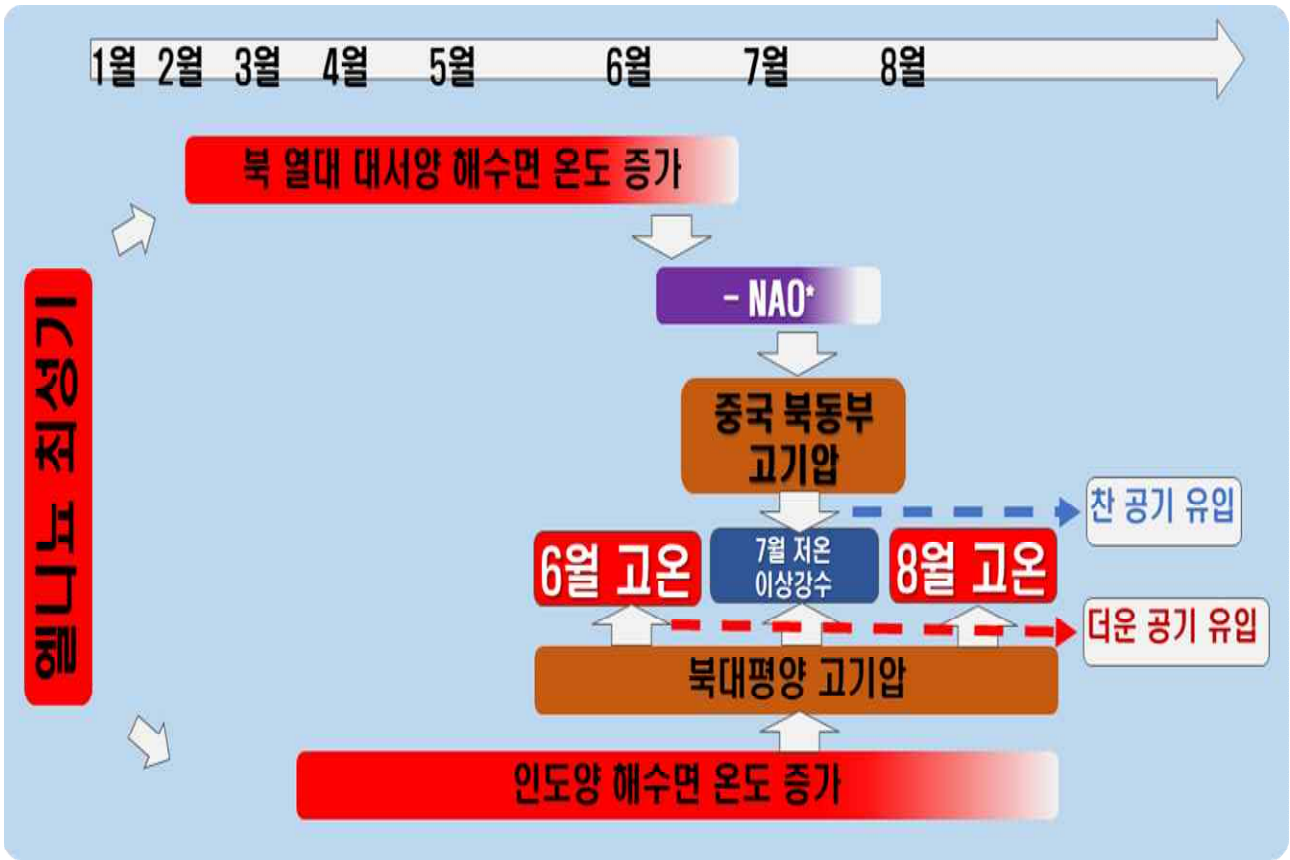 1월 2월 3월 4월 5월 6월 7월 8월
북 열대 대서양 해수면 온도 증가
- NAO*
엘니뇨 최성기
중국 북동부
고기압
찬 공기 유입
6월 고온
7월 저온
이상강수
8월 고온
더운 공기 유입
북대평양 고기압
인도양 해수면 온도 증가